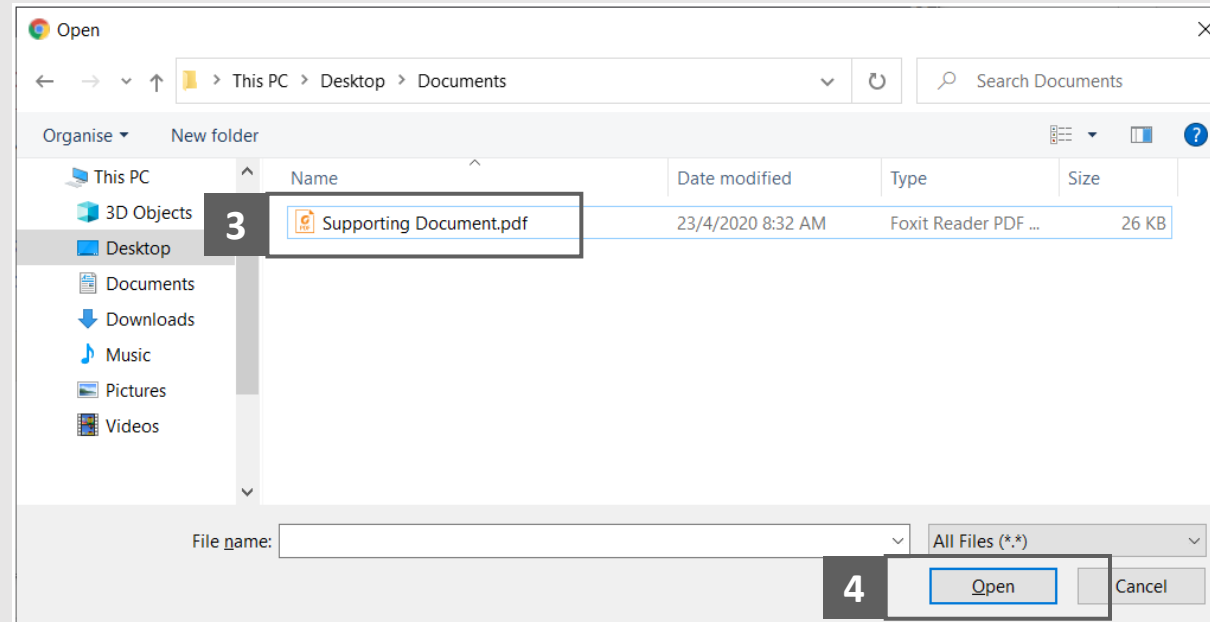 Open
This PC > Desktop > Documents
Search Documents
Organise
New folder
?
Name
Date modified
Type
Size
This PC
3D Objects
Desktop
Documents
Downloads
Music
Pictures
Videos
3
PDF
Supporting Document.pdf
23/4/2020 8:32 AM
Foxit Reader PDF ...
26 KB
File name:
All Files (*.*)
4
Open
Cancel